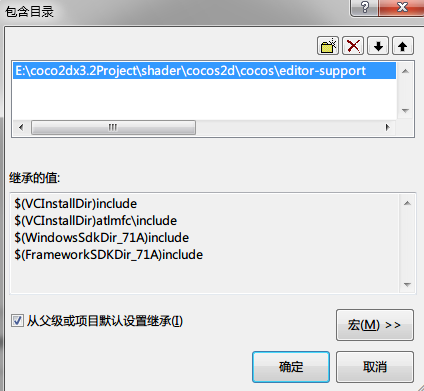 包含目录
E:\coco2dx3.2Project\shader\cocos2d\cocos\editor-support
继承的值:
$(VCInstallDir)include
$(VCInstallDir)atlmfc\include
$(WindowsSdkDir_71A)include
$(FrameworkSDKDir_71A)include
从父级或项目默认设置继承(I)
宏(M) >>
确定
取消